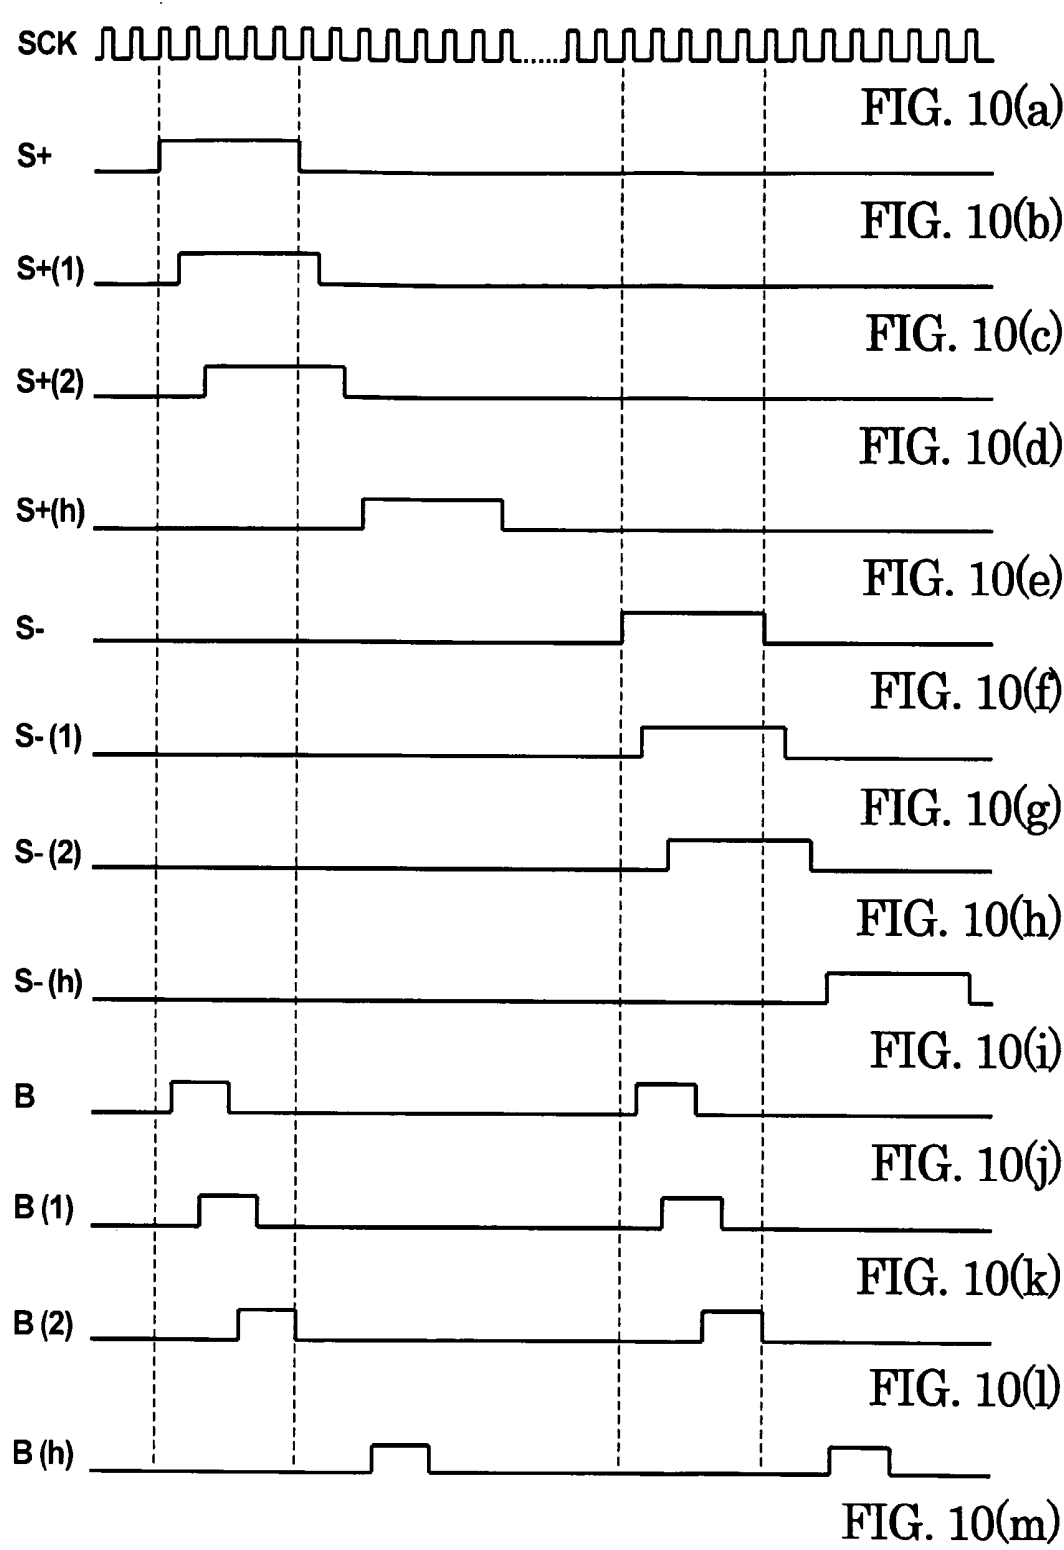 SCK
FIG. 10(a)
S+
FIG. 10(b)
S+(1)
FIG. 10(c)
S+(2)
FIG. 10(d)
S+(h)
FIG. 10(e)
S-
FIG. 10(f)
S- (1)
FIG. 10(g)
S- (2)
FIG. 10(h)
S- (h)
FIG. 10(i)
B
FIG. 10(j)
B (1)
FIG. 10(k)
B (2)
FIG. 10(l)
B (h)
FIG. 10(m)